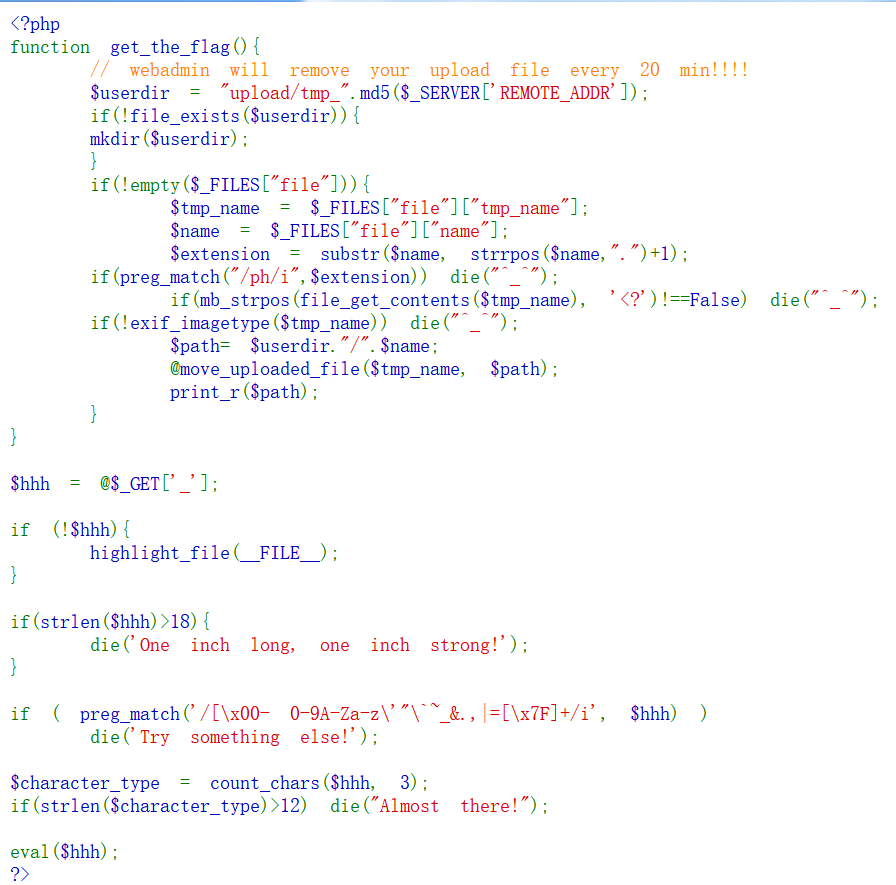 <?php
function get_the_flag(){
// webadmin will remove your upload file every 20 min!!!!
$userdir = "upload/tmp_".md5($_SERVER['REMOTE_ADDR']);
if(!file_exists($userdir)){
mkdir($userdir);
}
if(!empty($_FILES["file"])){
$tmp_name = $_FILES["file"]["tmp_name"];
$name = $_FILES["file"]["name"];
$extension = substr($name, strrpos($name,".")+1);
if(preg_match("/ph/i",$extension)) die("^_^");
if(mb_strpos(file_get_contents($tmp_name), '<?')!==False) die("^_^");
if(!exif_imagetype($tmp_name)) die("^_^");
$path= $userdir."/".$name;
@move_uploaded_file($tmp_name, $path);
print_r($path);
}
}
$hhh = @$_GET['_'];
if (!$hhh){
highlight_file(__FILE__);
}
if(strlen($hhh)>18){
die('One inch long, one inch strong!');
}
if ( preg_match('/[\x00- 0-9A-Za-z\'"\`~_&.,|=[\x7F]+/i', $hhh) )
die('Try something else!');
$character_type = count_chars($hhh, 3);
if(strlen($character_type)>12) die("Almost there!");
eval($hhh);
?>